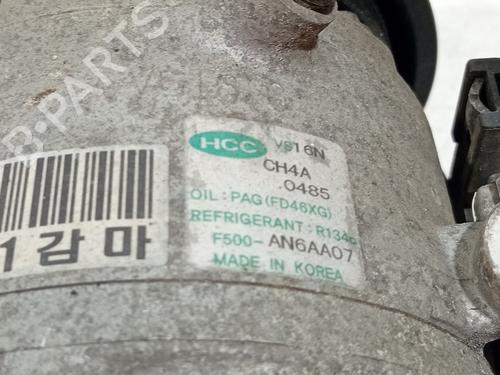 HCC VS16N
CH4A
.0485
OIL : PAG (FD46XG)
REFRIGERANT : R134a
F500-AN6AA07
MADE IN KOREA
1감마
B-PARTS